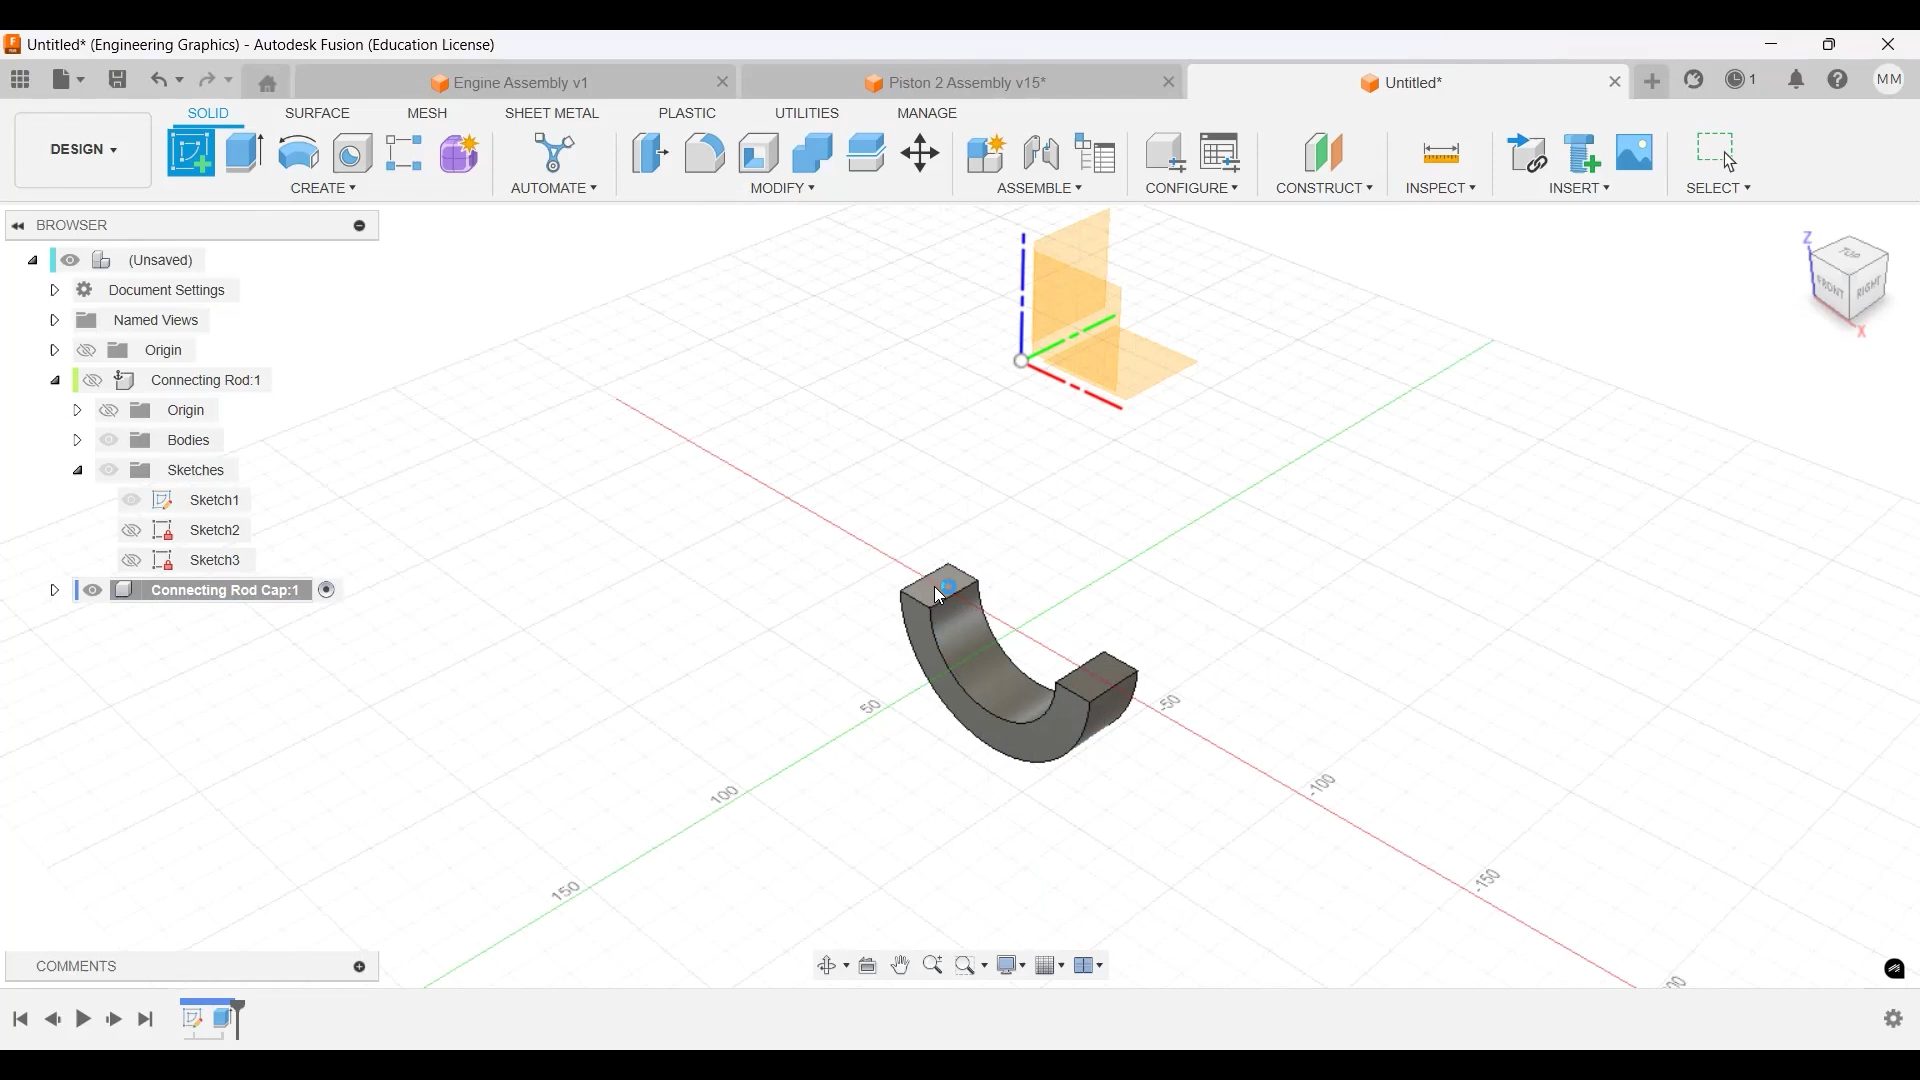 Untitled* (Engineering Graphics) - Autodesk Fusion (Education License)
Engine Assembly v1
Piston 2 Assembly v15*
Untitled*
1
MM
DESIGN
SOLID
SURFACE
MESH
SHEET METAL
PLASTIC
UTILITIES
MANAGE
CREATE
AUTOMATE
MODIFY
ASSEMBLE
CONFIGURE
CONSTRUCT
INSPECT
INSERT
SELECT
BROWSER
(Unsaved)
Document Settings
Named Views
Origin
Connecting Rod:1
Origin
Bodies
Sketches
Sketch1
Sketch2
Sketch3
Connecting Rod Cap:1
Z
TOP
FRONT
RIGHT
X
50
-50
100
-100
150
-150
COMMENTS